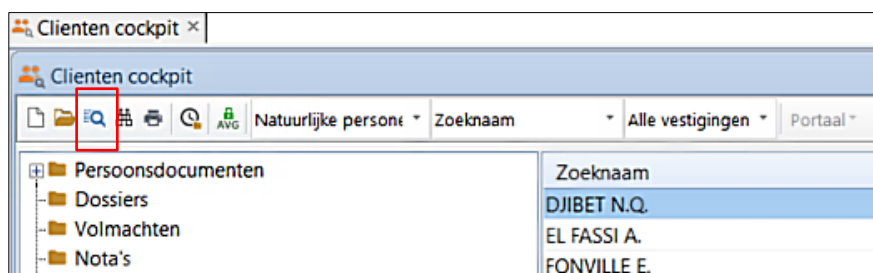 Clienten cockpit ×
Clienten cockpit
AVG Natuurlijke persone Zoeknaam Alle vestigingen Portaal
Persoonsdocumenten
Dossiers
Volmachten
Nota's
Zoeknaam
DJIBET N.Q.
EL FASSI A.
FONVILLE E.